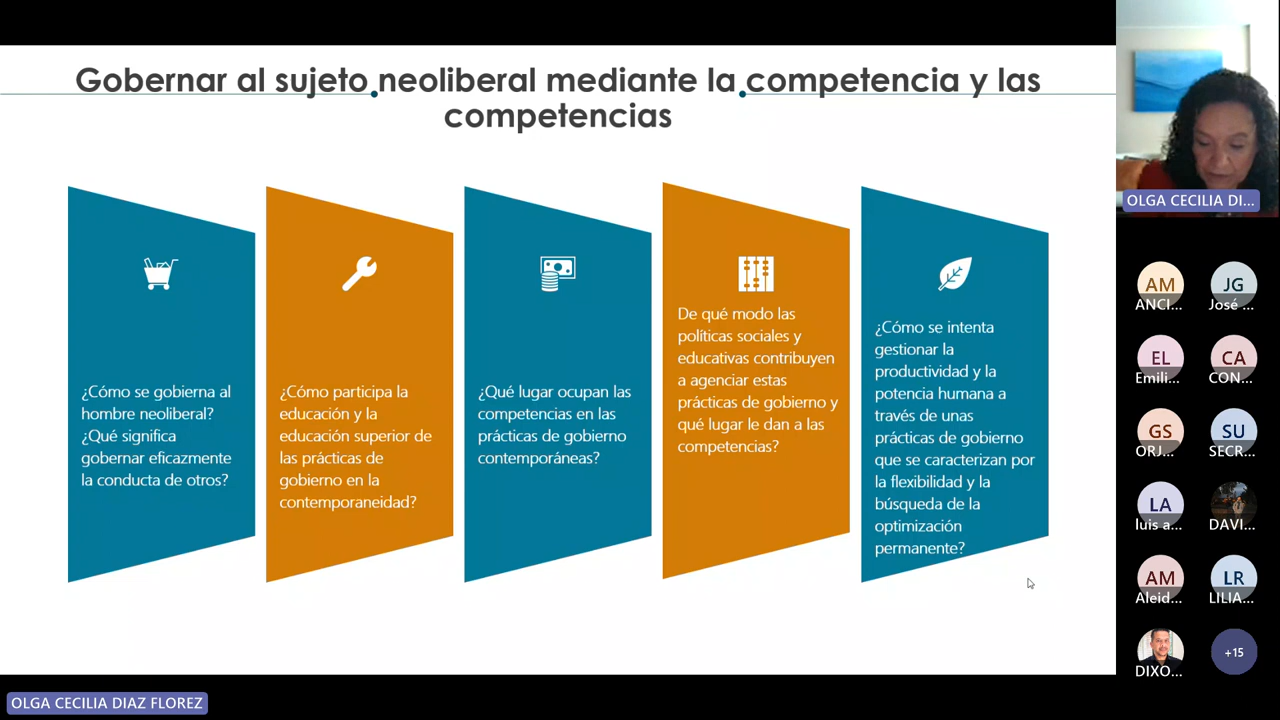 Gobernar al sujeto neoliberal mediante la competencia y las
competencias
¿Cómo se gobierna al
hombre neoliberal?
¿Qué significa
gobernar eficazmente
la conducta de otros?
¿Cómo participa la
educación y la
educación superior de
las prácticas de
gobierno en la
contemporaneidad?
¿Qué lugar ocupan las
competencias en las
prácticas de gobierno
contemporáneas?
De qué modo las
políticas sociales y
educativas contribuyen
a agenciar estas
prácticas de gobierno y
qué lugar le dan a las
competencias?
¿Cómo se intenta
gestionar la
productividad y la
potencia humana a
través de unas
prácticas de gobierno
que se caracterizan por
la flexibilidad y la
búsqueda de la
optimización
permanente?
OLGA CECILIA DI...
AM
ANCI...
JG
José ...
EL
Emili...
CA
CON...
GS
ORJ...
SU
SECR...
LA
luis a...
DAVI...
AM
Aleid...
LR
LILIA...
DIXO...
+15
OLGA CECILIA DIAZ FLOREZ